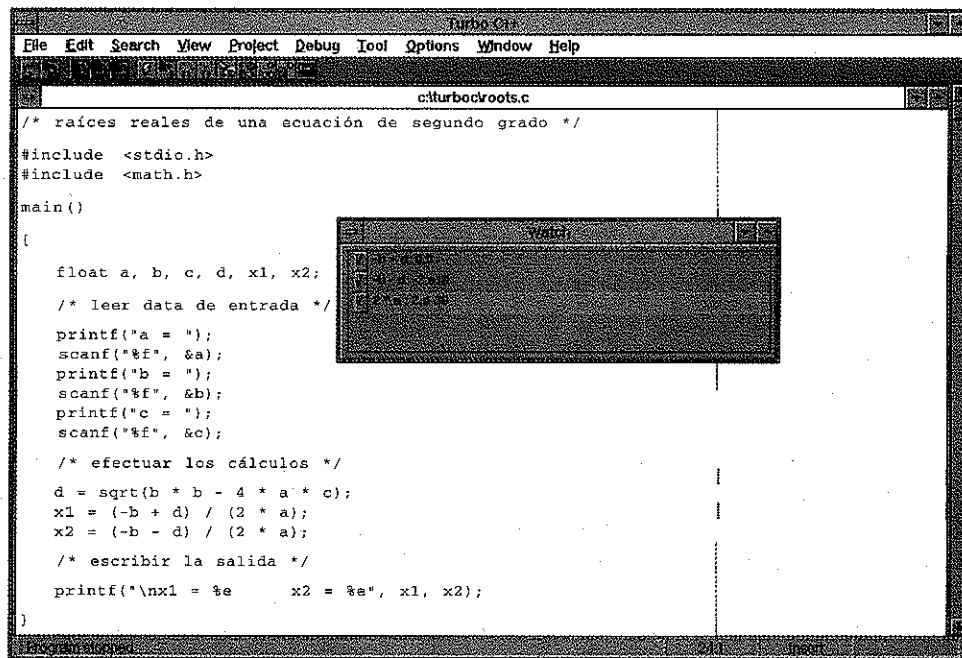 Turbo C++
File Edit Search View Project Debug Tool Options Window Help
c:\turboc\roots.c
/* raíces reales de una ecuación de segundo grado */
#include <stdio.h>
#include <math.h>
main()
{
float a, b, c, d, x1, x2;
/* leer data de entrada */
printf("a = ");
scanf("%f", &a);
printf("b = ");
scanf("%f", &b);
printf("c = ");
scanf("%f", &c);
/* efectuar los cálculos */
d = sqrt(b * b - 4 * a * c);
x1 = (-b + d) / (2 * a);
x2 = (-b - d) / (2 * a);
/* escribir la salida */
printf("\nx1 = %e x2 = %e", x1, x2);
}
Watch
Program stopped Insert